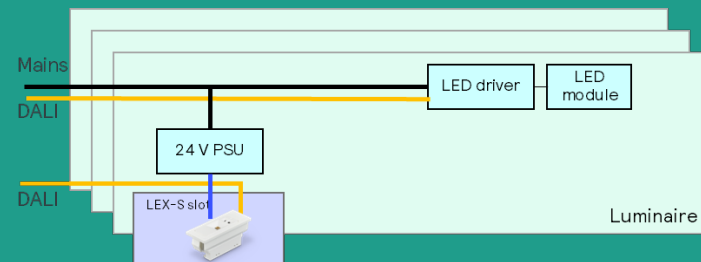 Mains
LED driver
LED
module
DALI
24 V PSU
DALI
LEX-S slot
Luminaire